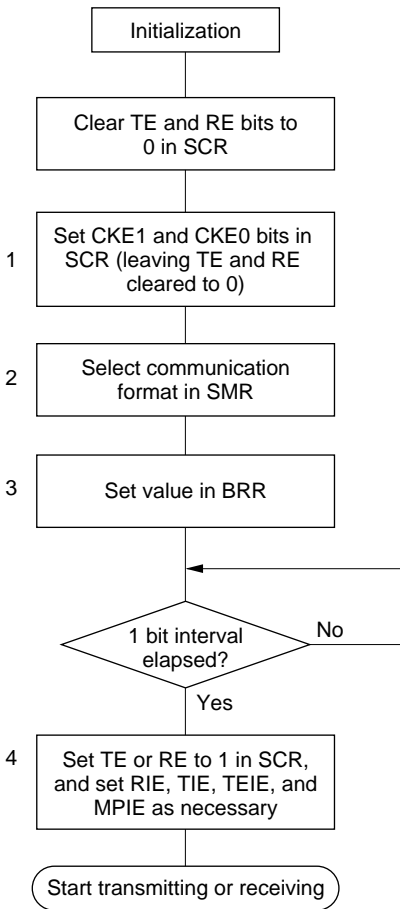 Initialization
Clear TE and RE bits to
0 in SCR
1
Set CKE1 and CKE0 bits in
SCR (leaving TE and RE
cleared to 0)
2
Select communication
format in SMR
3
Set value in BRR
1 bit interval
elapsed?
No
Yes
4
Set TE or RE to 1 in SCR,
and set RIE, TIE, TEIE, and
MPIE as necessary
Start transmitting or receiving